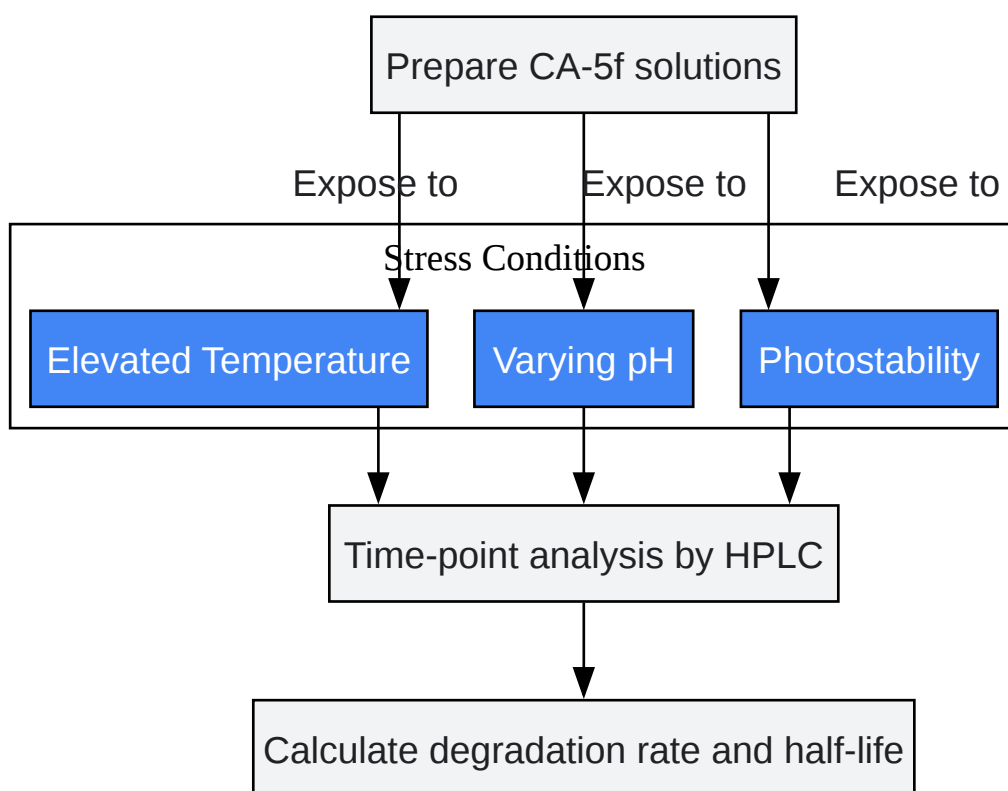 Prepare CA-5f solutions
Expose to Expose to Expose to
Stress Conditions
Elevated Temperature Varying pH Photostability
Time-point analysis by HPLC
Calculate degradation rate and half-life